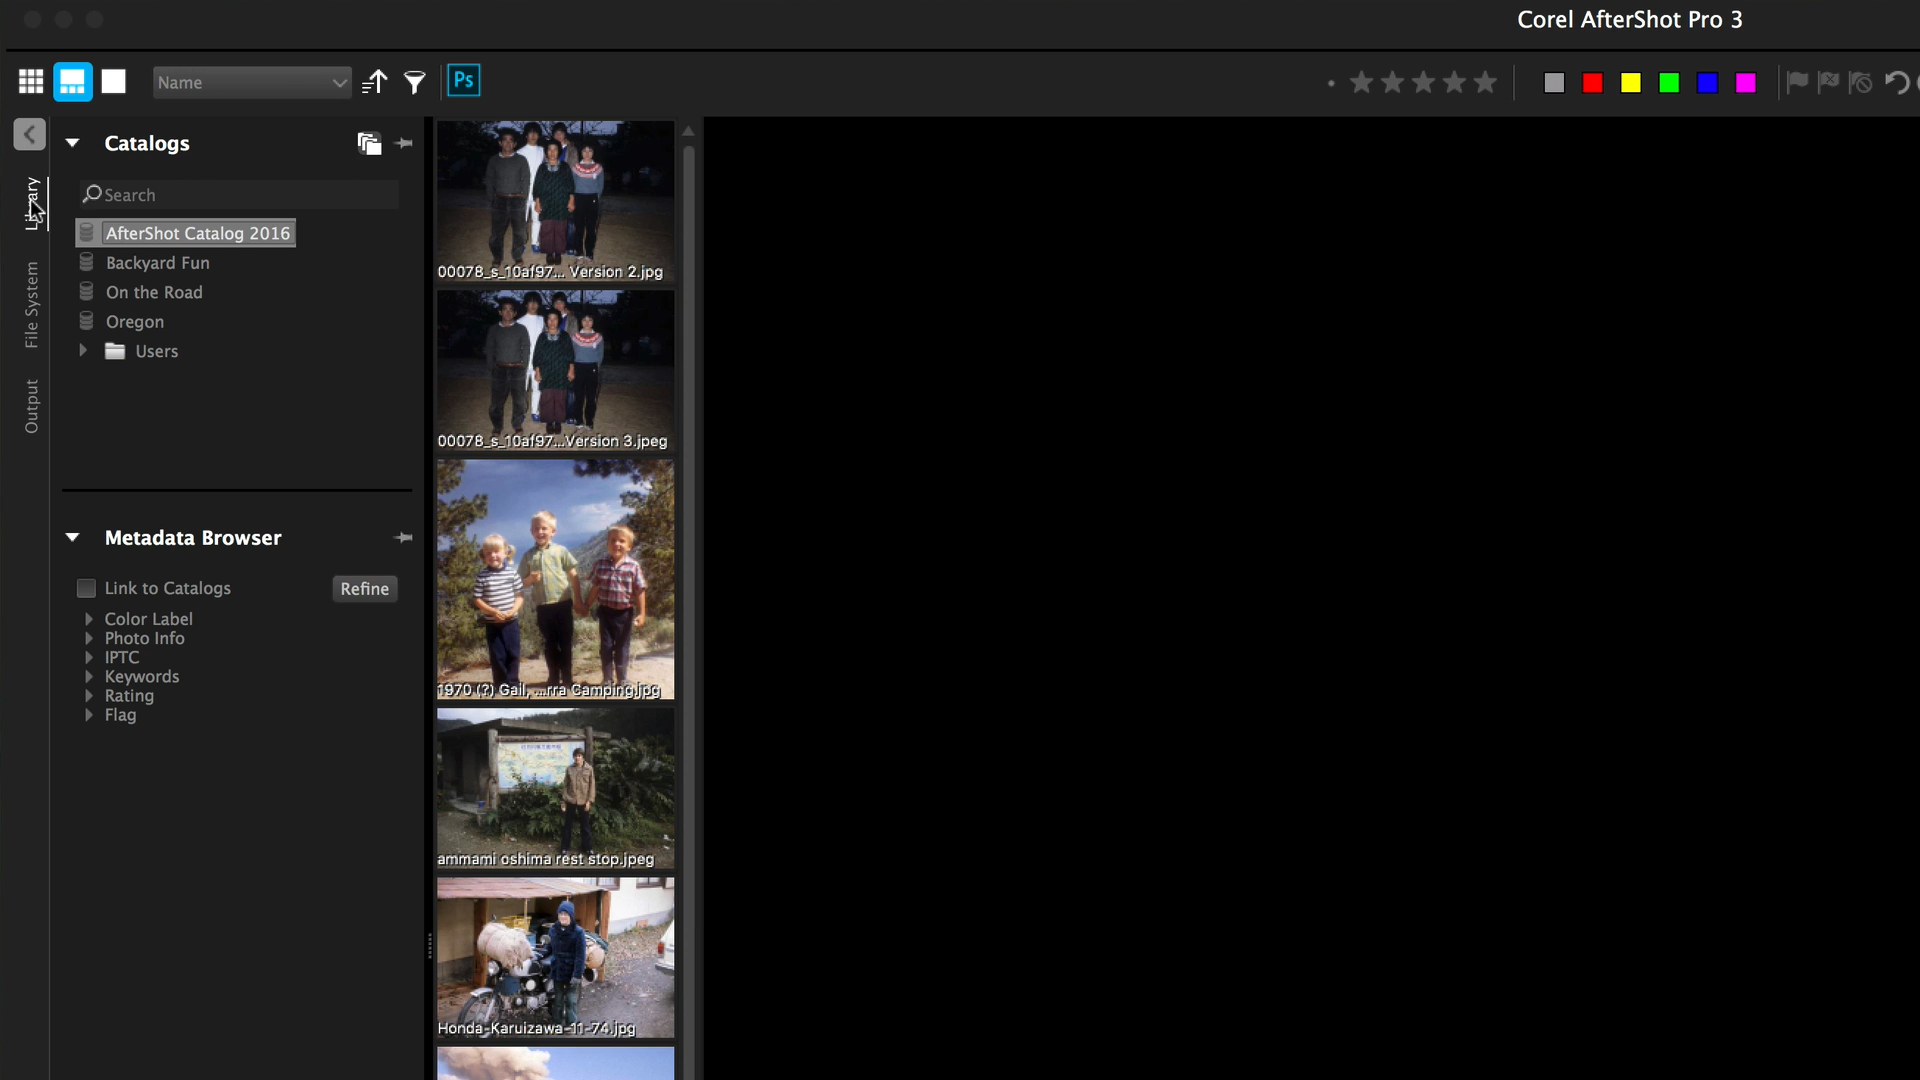 Corel AfterShot Pro 3
Name
Ps
Catalogs
Search
Library
AfterShot Catalog 2016
Backyard Fun
On the Road
Oregon
Users
File System
Output
Metadata Browser
Link to Catalogs
Refine
Color Label
Photo Info
IPTC
Keywords
Rating
Flag
00078_s_10af97... Version 2.jpg
00078_s_10af97...Version 3.jpeg
1970 (?) Gail, ...rra Camping.jpg
ammami oshima rest stop.jpeg
Honda-Karuizawa-11-74.jpg